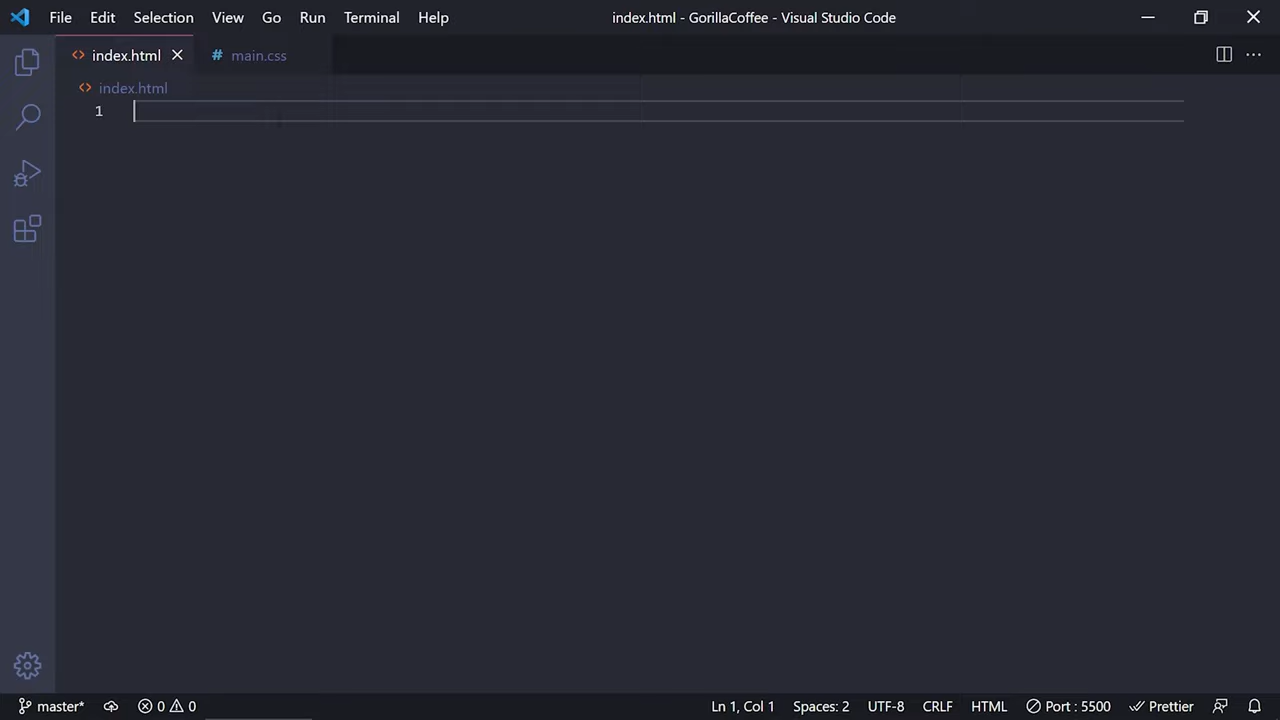 File Edit Selection View Go Run Terminal Help index.html - GorillaCoffee - Visual Studio Code
index.html # main.css
index.html
1
master* 0 0 Ln 1, Col 1 Spaces: 2 UTF-8 CRLF HTML Port : 5500 Prettier